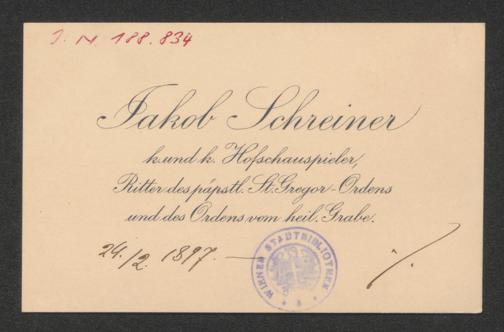 J. N. 188.834
Jakob Schreiner
k. und k. Hofschauspieler,
Ritter des päpstl. St. Gregor-Ordens
und des Ordens vom heil. Grabe.
24./2. 1897.—
WIENER STADTBIBLIOTHEK